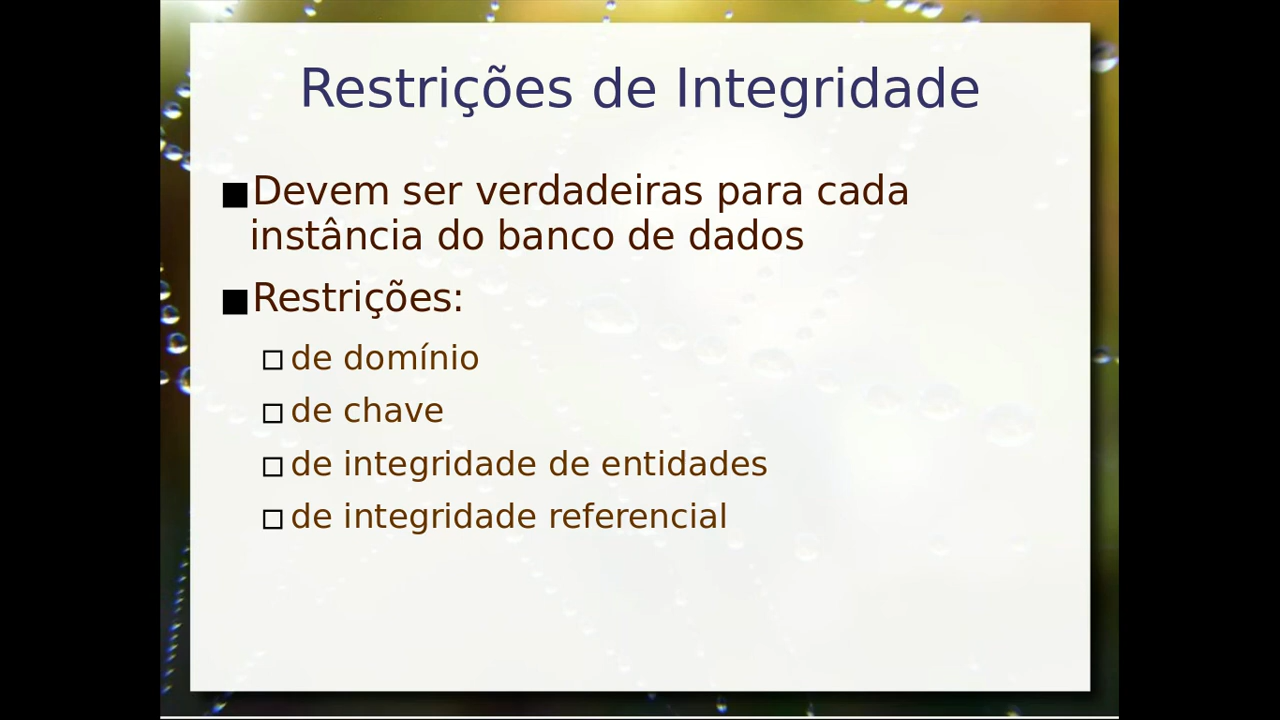 Restrições de Integridade
Devem ser verdadeiras para cada
instância do banco de dados
Restrições:
de domínio
de chave
de integridade de entidades
de integridade referencial